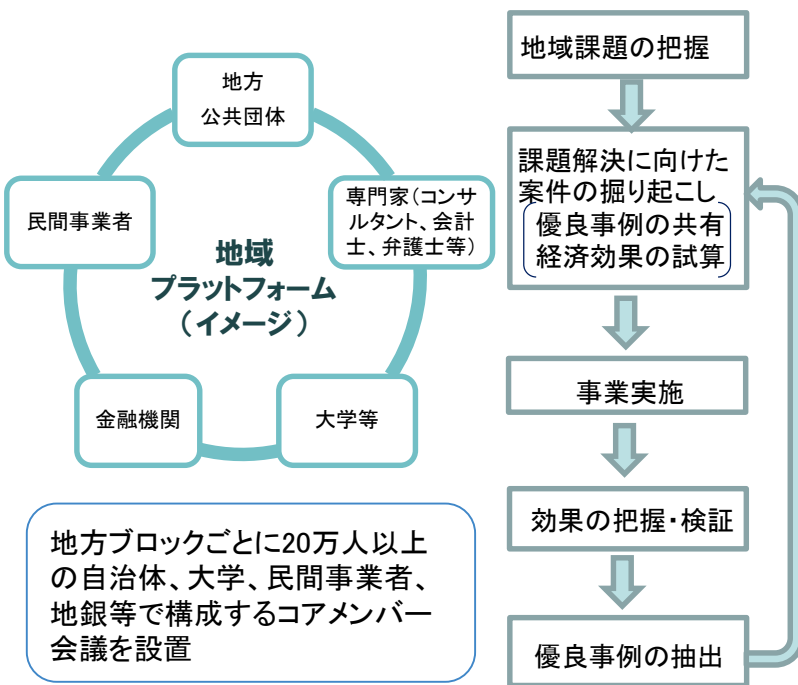 地方
公共団体
民間事業者
専門家(コンサ
ルタント、会計
士、弁護士等)
地域
プラットフォーム
(イメージ)
金融機関
大学等
地方ブロックごとに20万人以上
の自治体、大学、民間事業者、
地銀等で構成するコアメンバー
会議を設置
地域課題の把握
課題解決に向けた
案件の掘り起こし
優良事例の共有
経済効果の試算
事業実施
効果の把握・検証
優良事例の抽出